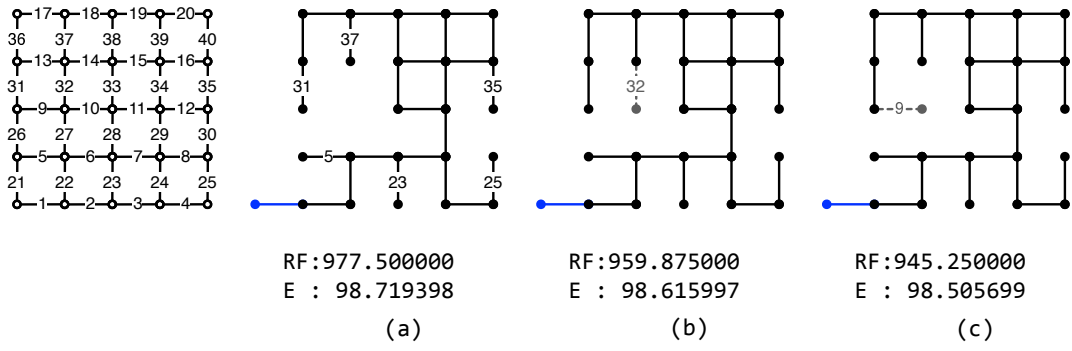 17 18 19 20
36 37 38 39 40 37
13 14 15 16
31 32 33 34 35 31 35 32
9 10 11 12 9
26 27 28 29 30
5 6 7 8 5
21 22 23 24 25 23 25
1 2 3 4
RF:977.500000 RF:959.875000 RF:945.250000
E : 98.719398 E : 98.615997 E : 98.505699
(a) (b) (c)